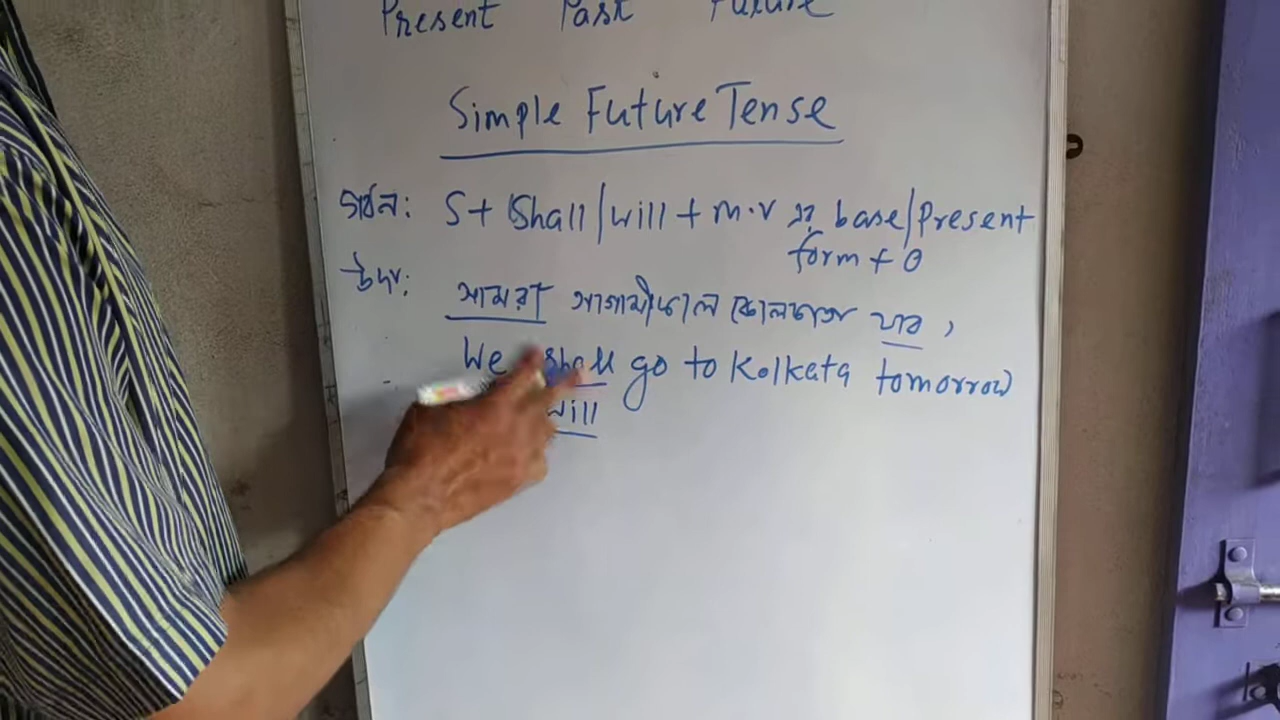 Present Past Future
Simple Future Tense
গঠন: S + Shall/will + m.v এর base/Present
form + O
উদা: আমরা আগামীকাল কোলকাতা যাব,
We shall go to Kolkata tomorrow
will